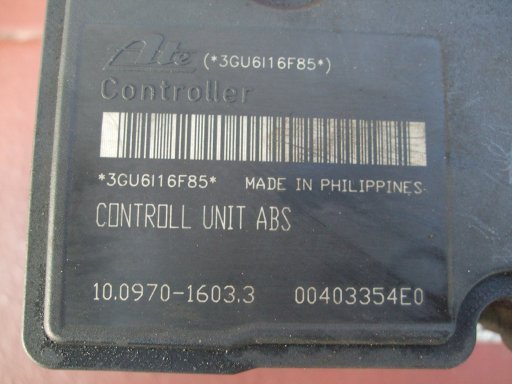 Ate (*3GU6I16F85*)
Controller
*3GU6I16F85* MADE IN PHILIPPINES
CONTROLL UNIT ABS
10.0970-1603.3 00403354E0